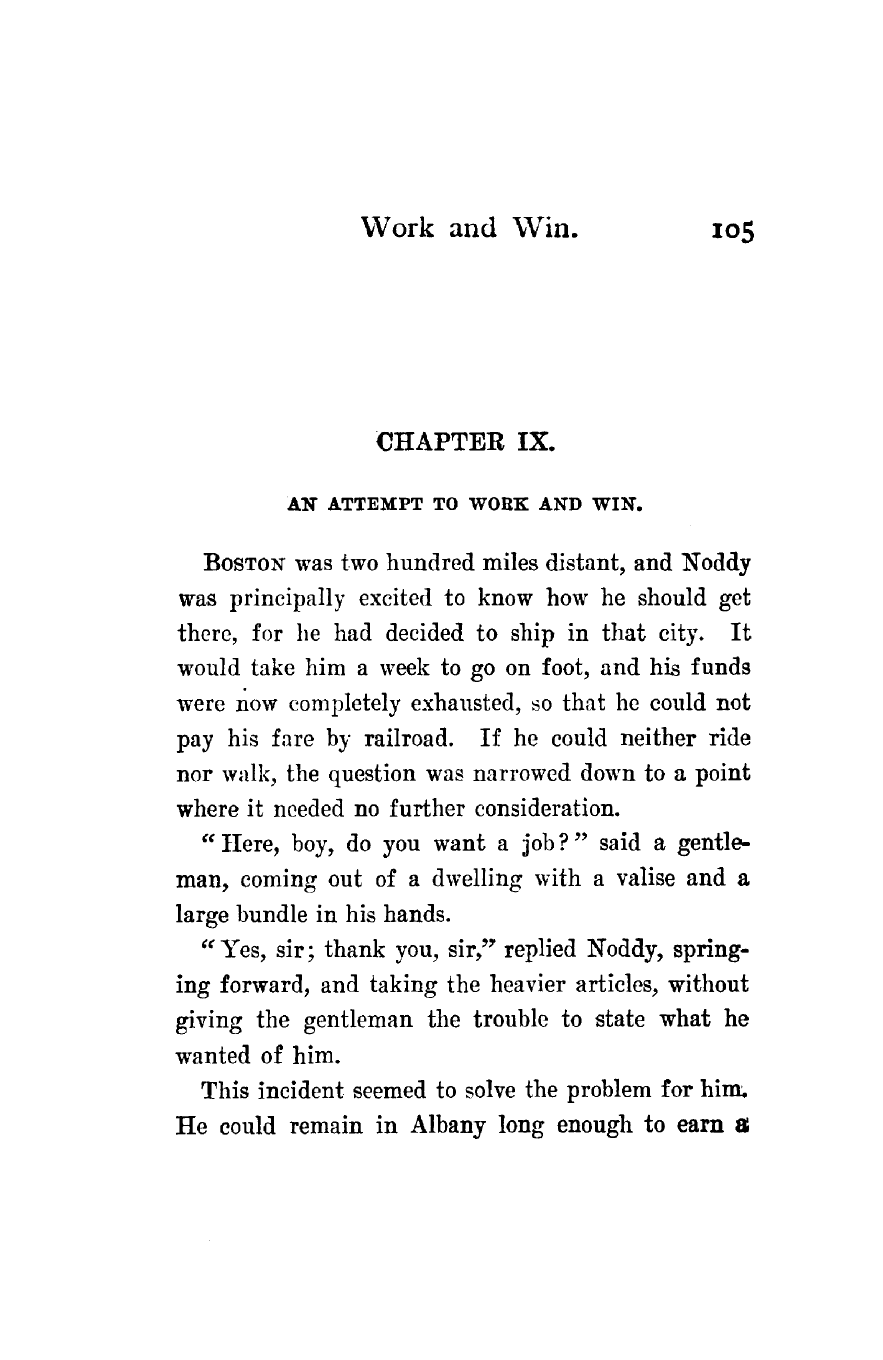 Work and Win. 105
CHAPTER IX.
AN ATTEMPT TO WORK AND WIN.
BOSTON was two hundred miles distant, and Noddy
was principally excited to know how he should get
there, for he had decided to ship in that city. It
would take him a week to go on foot, and his funds
were now completely exhausted, so that he could not
pay his fare by railroad. If he could neither ride
nor walk, the question was narrowed down to a point
where it needed no further consideration.
“Here, boy, do you want a job?” said a gentle-
man, coming out of a dwelling with a valise and a
large bundle in his hands.
“Yes, sir; thank you, sir,” replied Noddy, spring-
ing forward, and taking the heavier articles, without
giving the gentleman the trouble to state what he
wanted of him.
This incident seemed to solve the problem for him.
He could remain in Albany long enough to earn a